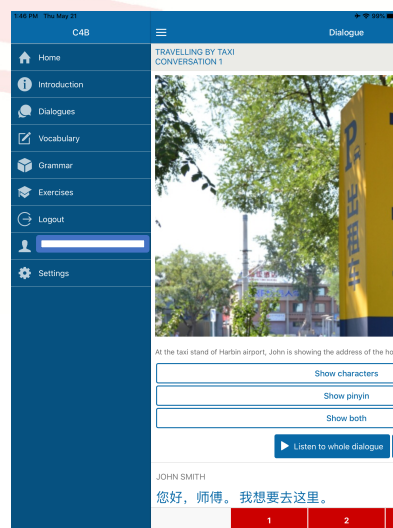 1:46 PM Thu May 21
99%
C4B
Dialogue
Home
Introduction
Dialogues
Vocabulary
Grammar
Exercises
Logout
Settings
TRAVELLING BY TAXI
CONVERSATION 1
P
出租
At the taxi stand of Harbin airport, John is showing the address of the ho
Show characters
Show pinyin
Show both
Listen to whole dialogue
JOHN SMITH
您好，师傅。 我想要去这里。
1
2